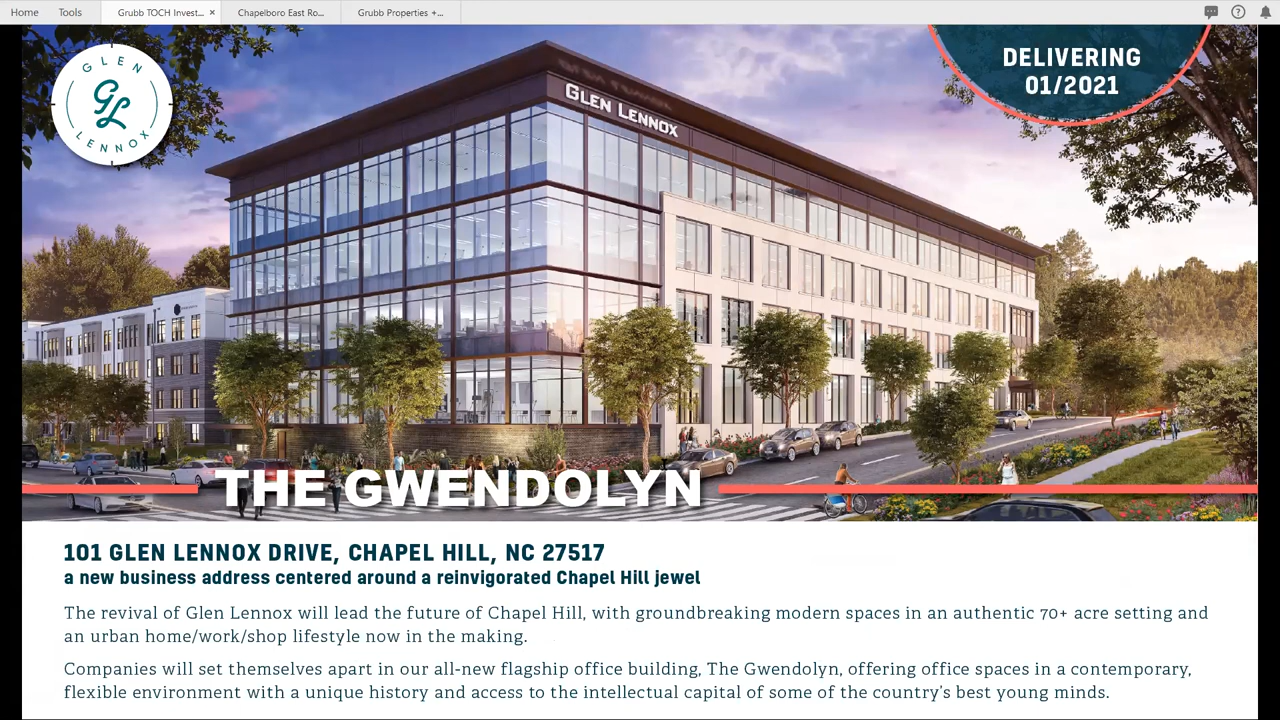 Home Tools Grubb TOCH Invest... × Chapelboro East Ro... Grubb Properties +...
GLEN
GL
LENNOX
DELIVERING
01/2021
GLEN LENNOX
THE GWENDOLYN
101 GLEN LENNOX DRIVE, CHAPEL HILL, NC 27517
a new business address centered around a reinvigorated Chapel Hill jewel
The revival of Glen Lennox will lead the future of Chapel Hill, with groundbreaking modern spaces in an authentic 70+ acre setting and
an urban home/work/shop lifestyle now in the making.
Companies will set themselves apart in our all-new flagship office building, The Gwendolyn, offering office spaces in a contemporary,
flexible environment with a unique history and access to the intellectual capital of some of the country's best young minds.